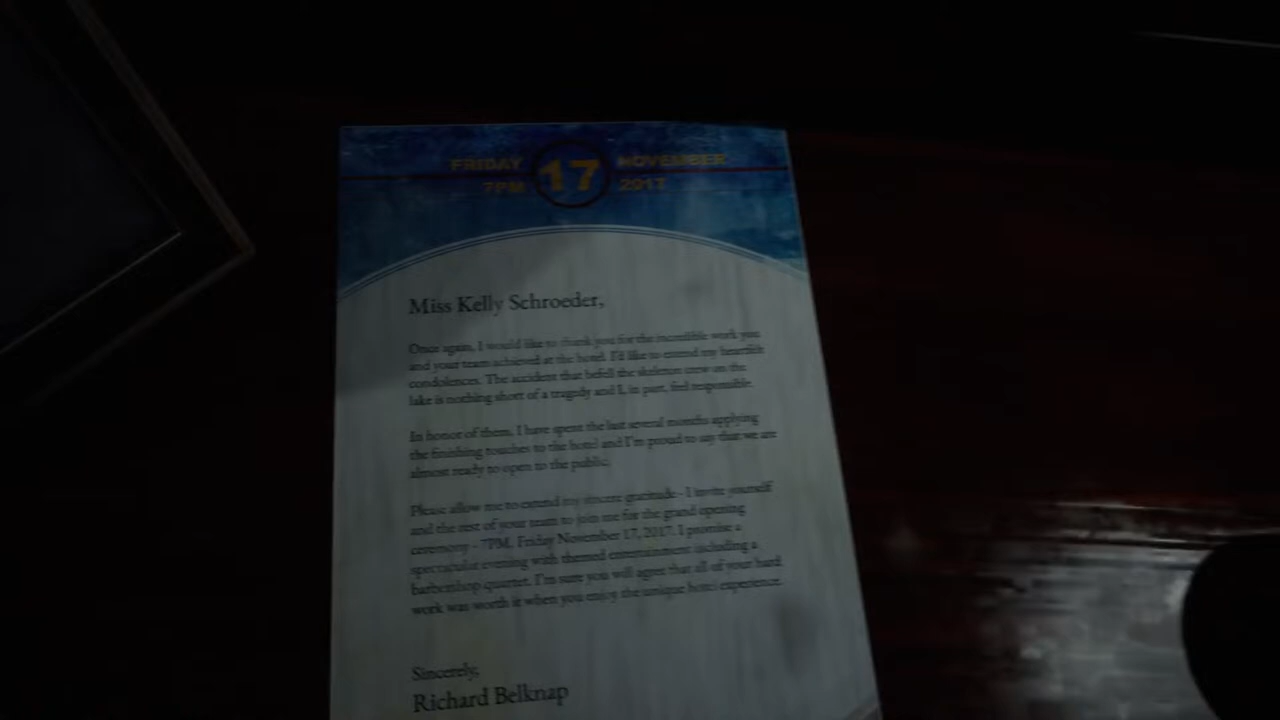 FRIDAY 17 NOVEMBER
7PM 2017
Miss Kelly Schroeder,
Once again, I would like to thank you for the incredible work you
and your team achieved at the hotel. I'd like to extend my heartfelt
condolences. The accident that befell the skeleton crew on the
lake is nothing short of a tragedy and I, in part, feel responsible.
In honor of them, I have spent the last several months applying
the finishing touches to the hotel and I'm proud to say that we are
almost ready to open to the public.
Please allow me to extend my sincere gratitude - I invite yourself
and the rest of your team to join me for the grand opening
ceremony - 7PM, Friday November 17, 2017. I promise a
spectacular evening with themed entertainment including a
barbershop quartet. I'm sure you will agree that all of your hard
work was worth it when you enjoy the unique hotel experience.
Sincerely,
Richard Belknap